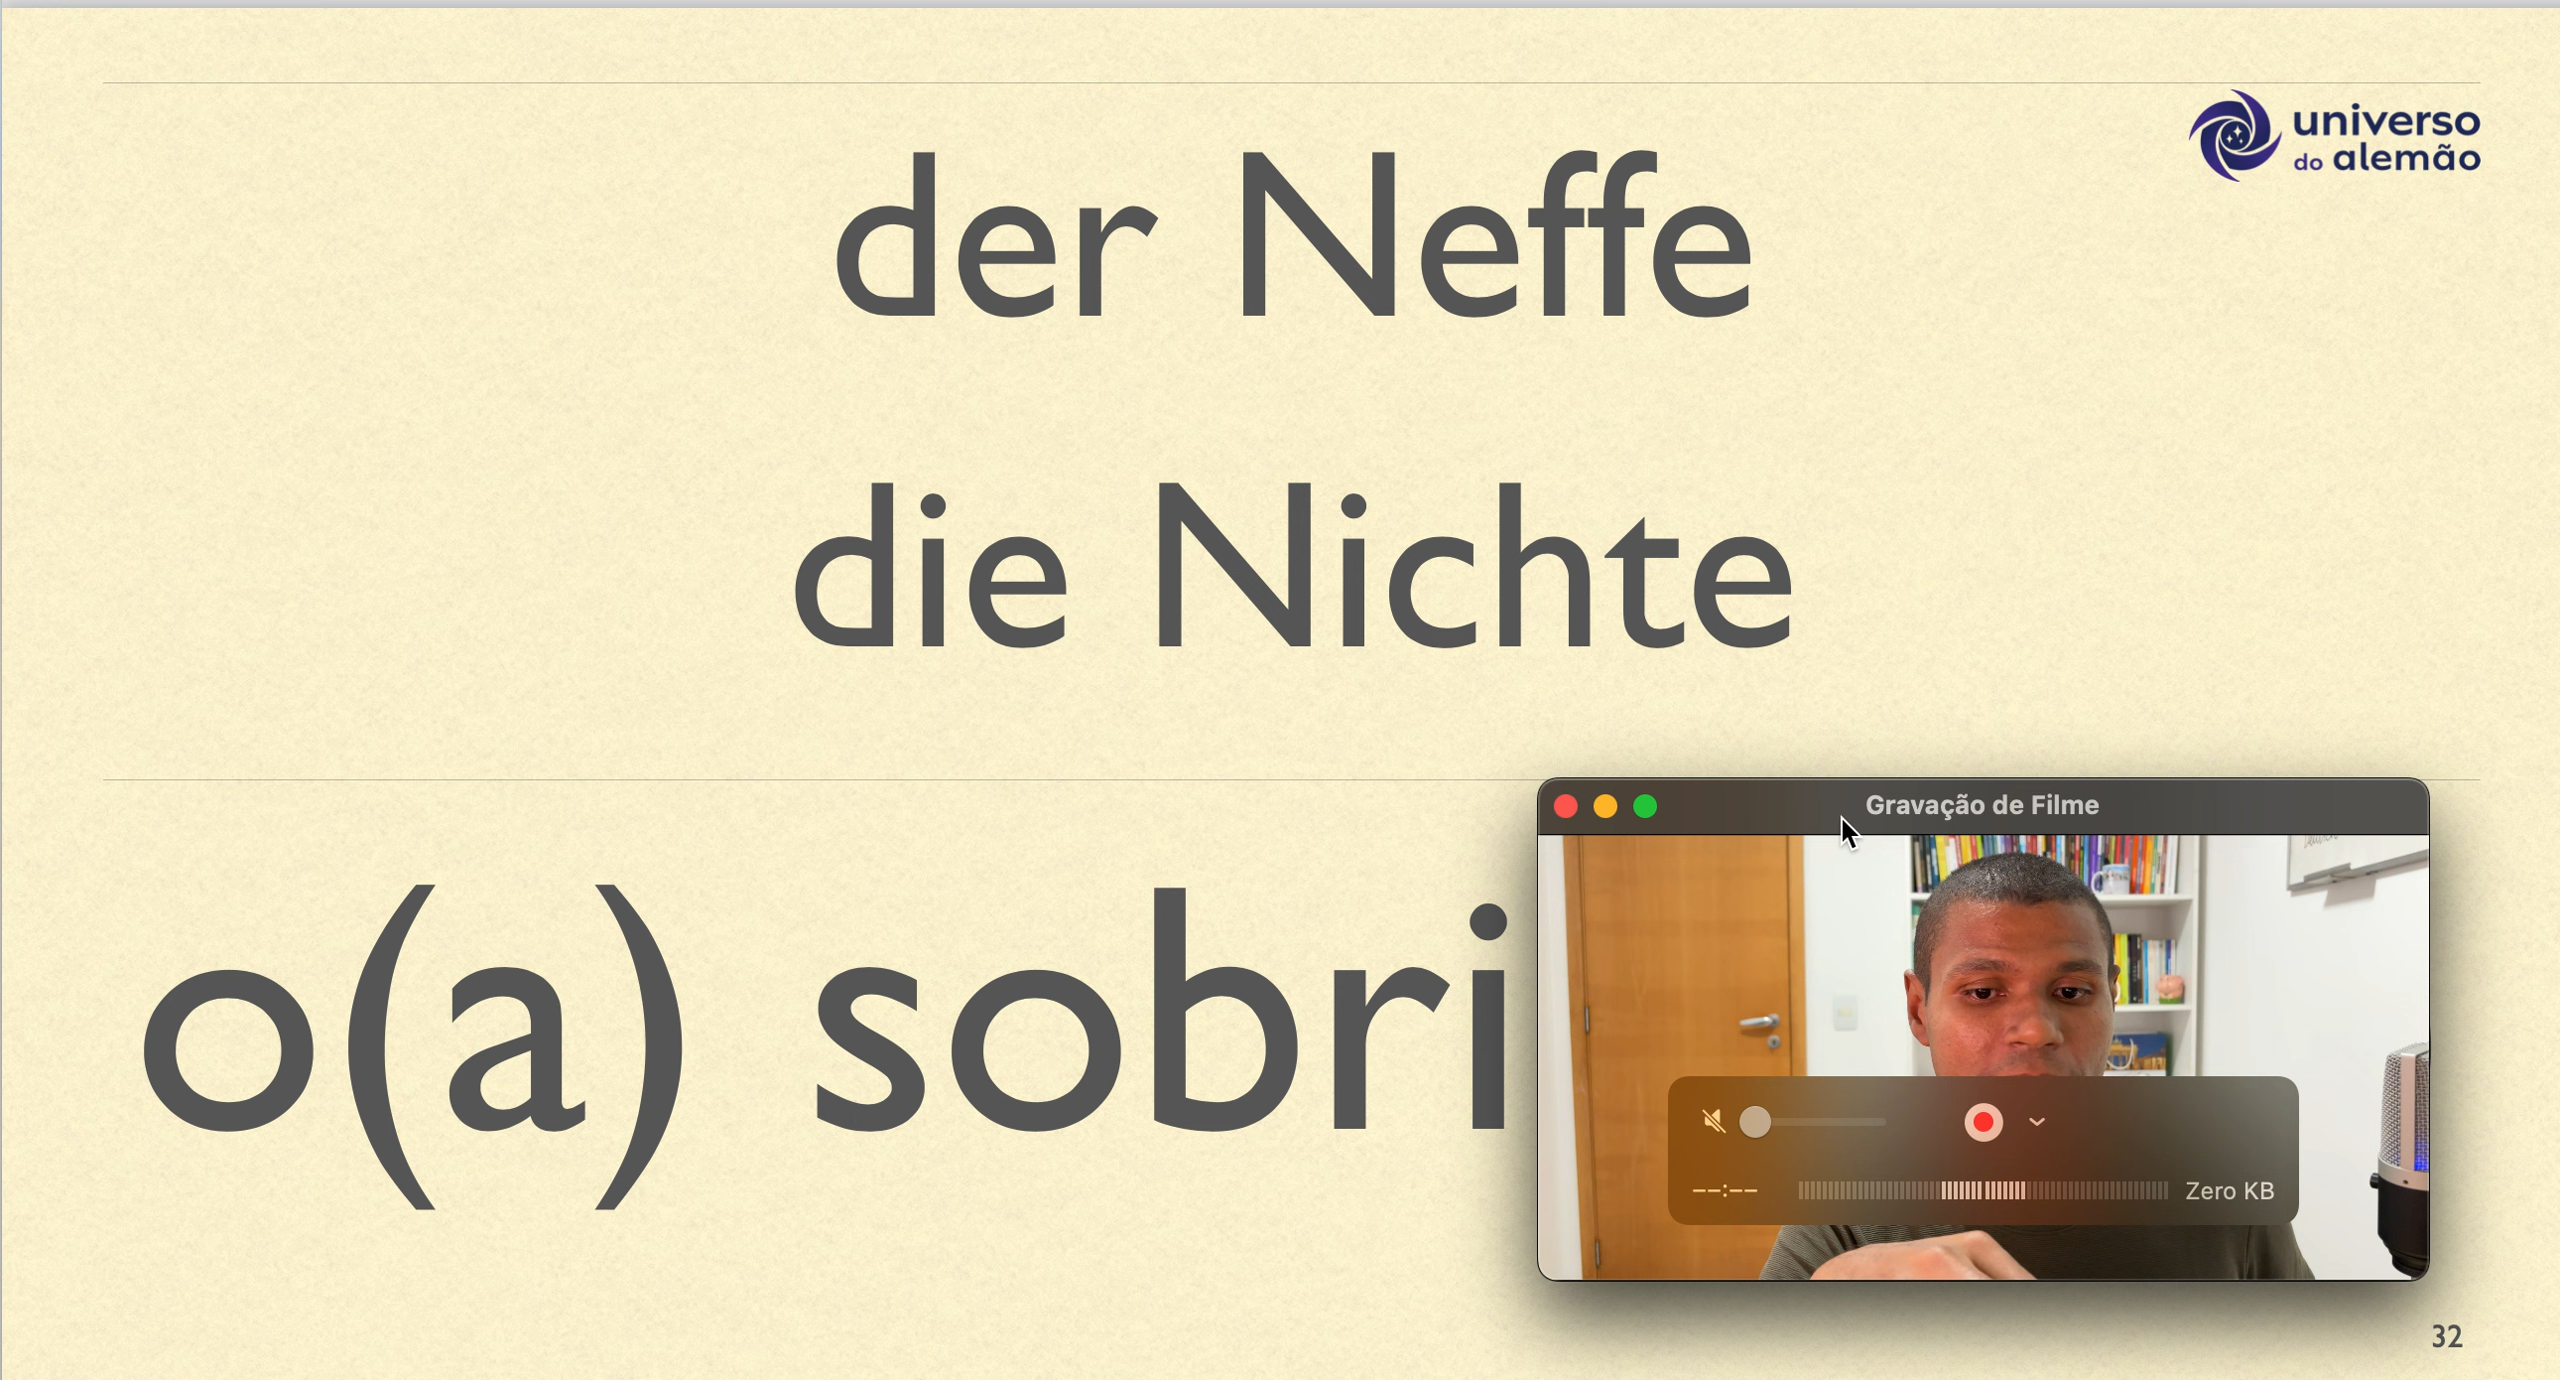 universo
do alemão
der Neffe
die Nichte
o(a) sobri
Gravação de Filme
--:--
Zero KB
32